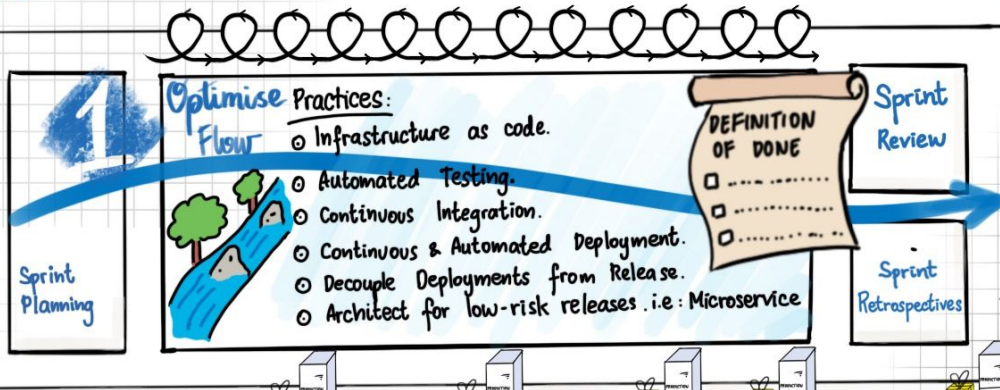 1
Optimise
Flow
Practices:
Infrastructure as code.
Automated Testing.
Continuous Integration.
Continuous & Automated Deployment.
Decouple Deployments from Release.
Architect for low-risk releases. i.e: Microservice
DEFINITION
OF DONE
Sprint
Planning
Sprint
Review
Sprint
Retrospectives